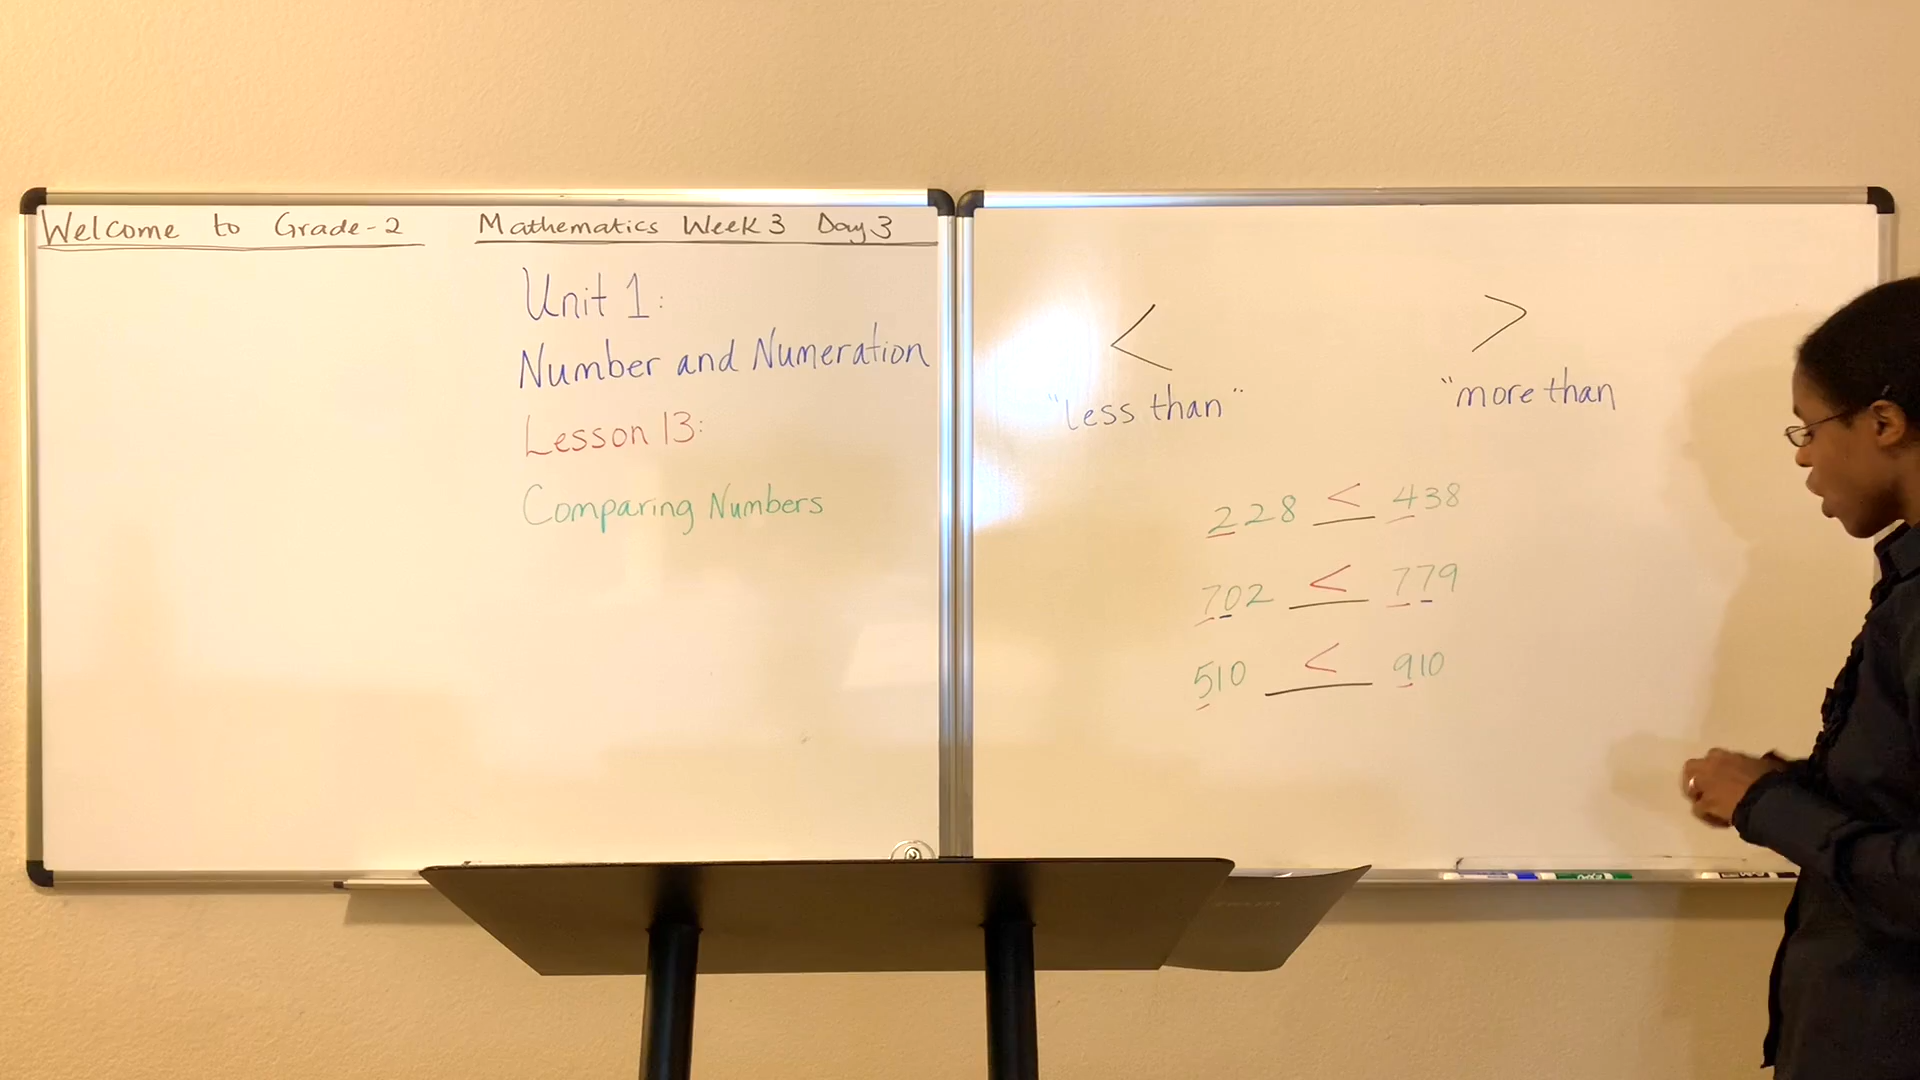 Welcome to Grade-2 Mathematics Week 3 Day 3
Unit 1:
Number and Numeration
Lesson 13:
Comparing Numbers
< >
"less than" "more than
228 < 438
702 < 779
510 < 910